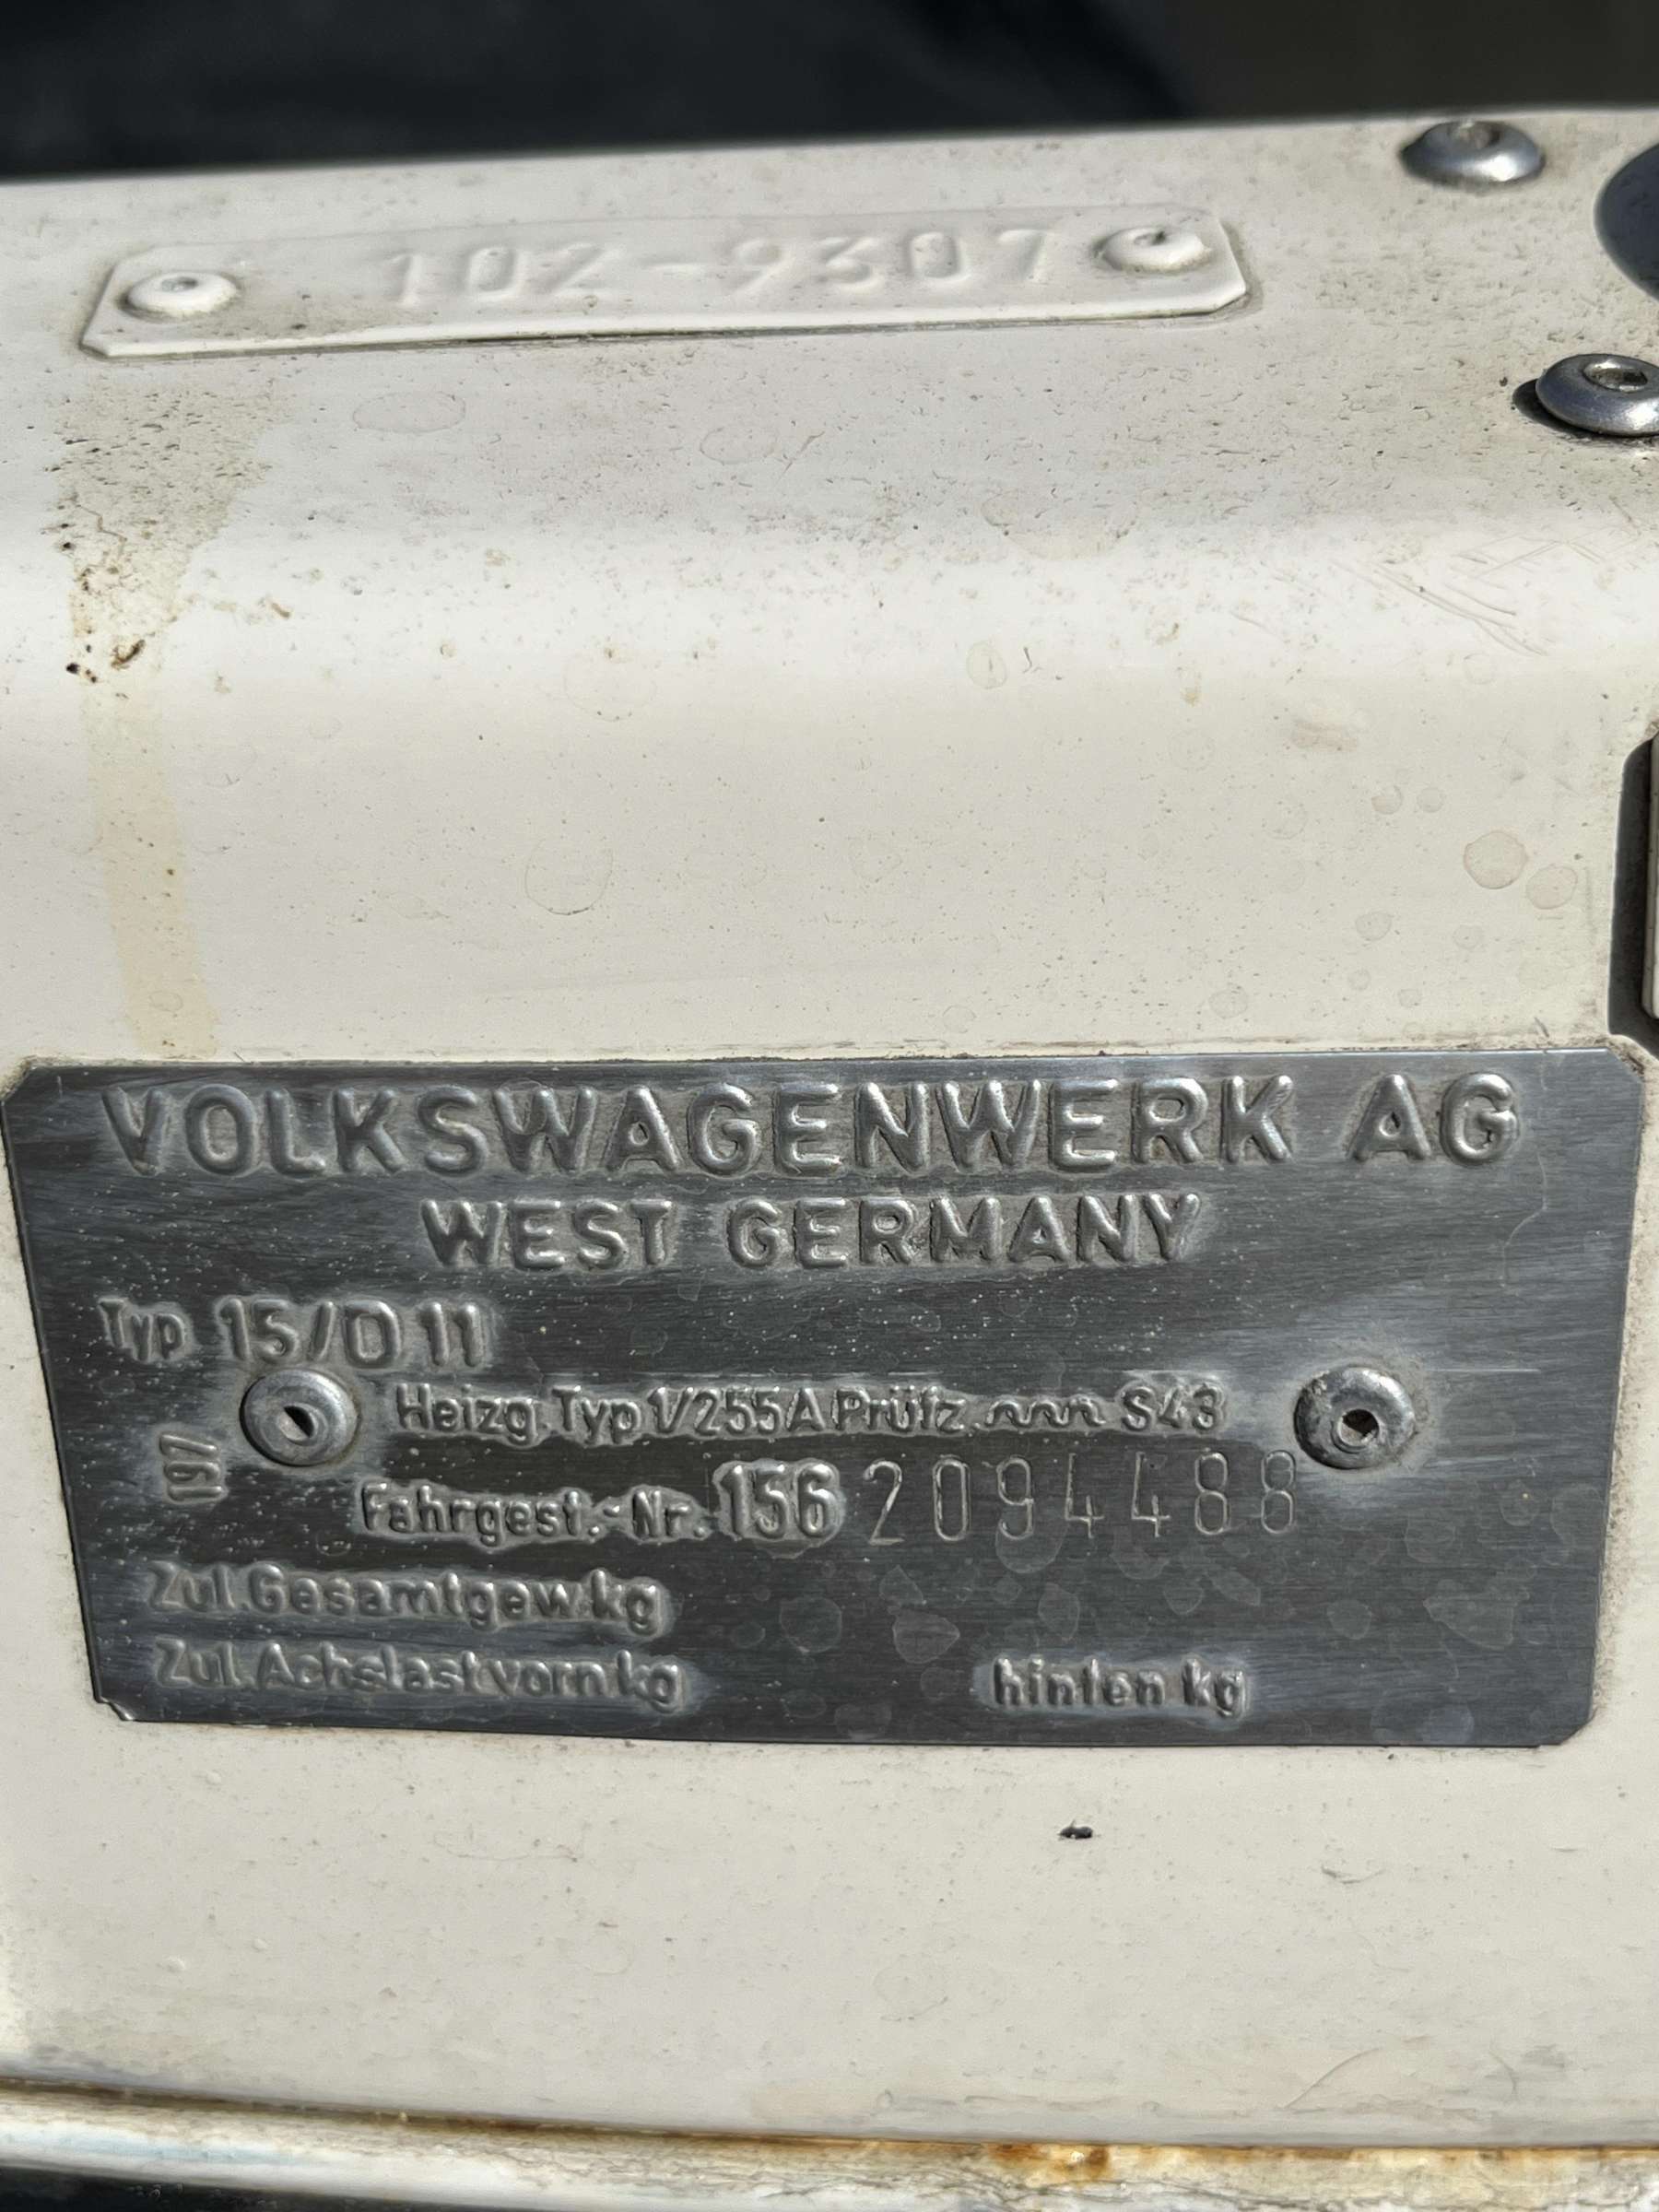 102-9307
VOLKSWAGENWERK AG
WEST GERMANY
Typ 15/D 11
Heizg.Typ 1/255A Prüfz. S43
197
Fahrgest.-Nr. 156 2094488
Zul.Gesamtgew.kg
Zul.Achslast vorn kg hinten kg